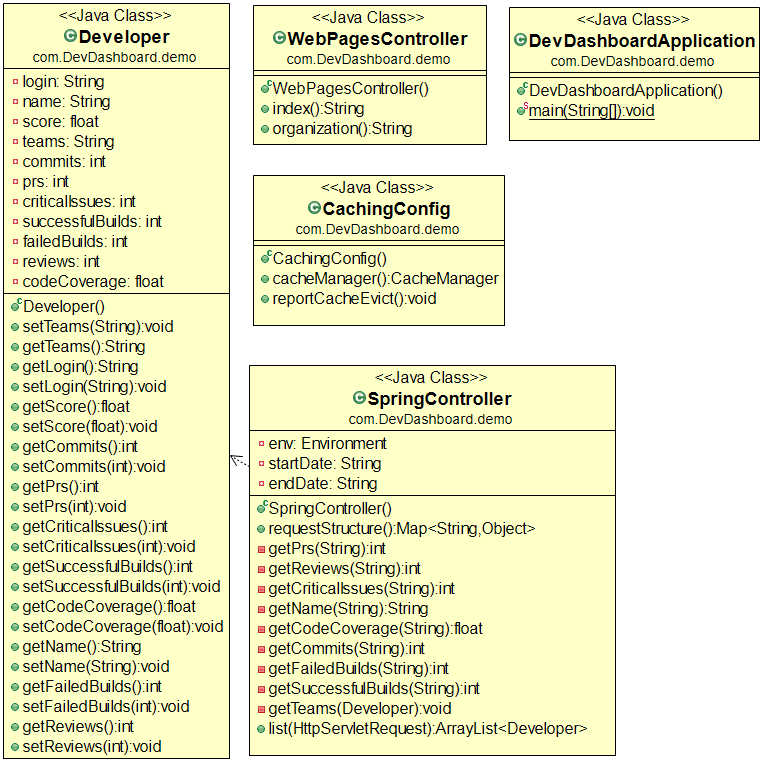 <<Java Class>>
Developer
com.DevDashboard.demo
login: String
name: String
score: float
teams: String
commits: int
prs: int
criticalIssues: int
successfulBuilds: int
failedBuilds: int
reviews: int
codeCoverage: float
Developer()
setTeams(String):void
getTeams():String
getLogin():String
setLogin(String):void
getScore():float
setScore(float):void
getCommits():int
setCommits(int):void
getPrs():int
setPrs(int):void
getCriticalIssues():int
setCriticalIssues(int):void
getSuccessfulBuilds():int
setSuccessfulBuilds(int):void
getCodeCoverage():float
setCodeCoverage(float):void
getName():String
setName(String):void
getFailedBuilds():int
setFailedBuilds(int):void
getReviews():int
setReviews(int):void
<<Java Class>>
WebPagesController
com.DevDashboard.demo
WebPagesController()
index():String
organization():String
<<Java Class>>
DevDashboardApplication
com.DevDashboard.demo
DevDashboardApplication()
main(String[]):void
<<Java Class>>
CachingConfig
com.DevDashboard.demo
CachingConfig()
cacheManager():CacheManager
reportCacheEvict():void
<<Java Class>>
SpringController
com.DevDashboard.demo
env: Environment
startDate: String
endDate: String
SpringController()
requestStructure():Map<String,Object>
getPrs(String):int
getReviews(String):int
getCriticalIssues(String):int
getName(String):String
getCodeCoverage(String):float
getCommits(String):int
getFailedBuilds(String):int
getSuccessfulBuilds(String):int
getTeams(Developer):void
list(HttpServletRequest):ArrayList<Developer>